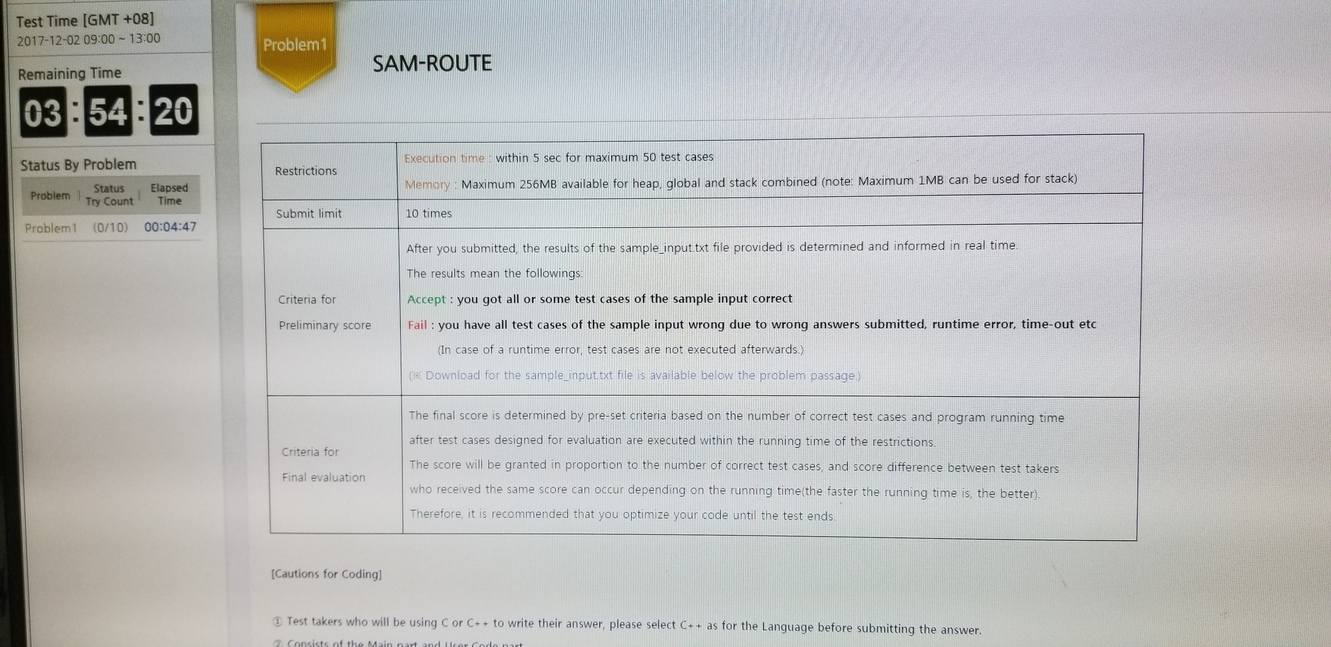 Test Time [GMT +08]
2017-12-02 09:00 ~ 13:00
Remaining Time
03 : 54 : 20
Status By Problem
Problem | Status Try Count | Elapsed Time
Problem1 (0/10) 00:04:47
Problem1
SAM-ROUTE
Restrictions
Execution time : within 5 sec for maximum 50 test cases
Memory : Maximum 256MB available for heap, global and stack combined (note: Maximum 1MB can be used for stack)
Submit limit
10 times
Criteria for
Preliminary score
After you submitted, the results of the sample_input.txt file provided is determined and informed in real time.
The results mean the followings:
Accept : you got all or some test cases of the sample input correct
Fail : you have all test cases of the sample input wrong due to wrong answers submitted, runtime error, time-out etc
(In case of a runtime error, test cases are not executed afterwards.)
(※ Download for the sample_input.txt file is available below the problem passage.)
Criteria for
Final evaluation
The final score is determined by pre-set criteria based on the number of correct test cases and program running time
after test cases designed for evaluation are executed within the running time of the restrictions.
The score will be granted in proportion to the number of correct test cases, and score difference between test takers
who received the same score can occur depending on the running time(the faster the running time is, the better).
Therefore, it is recommended that you optimize your code until the test ends.
[Cautions for Coding]
① Test takers who will be using C or C++ to write their answer, please select C++ as for the Language before submitting the answer.
② Consists of the Main part and User Code part